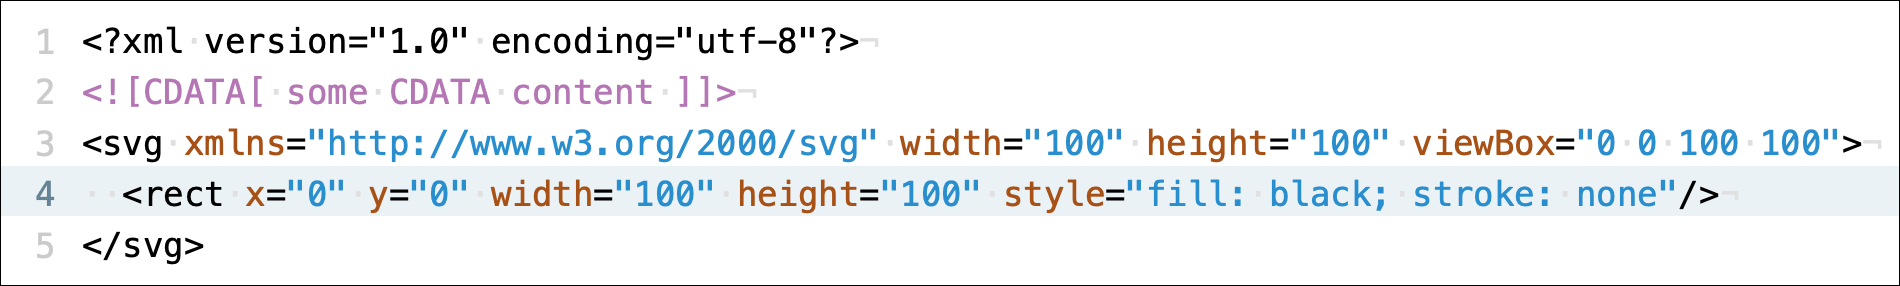 1 <?xml version="1.0" encoding="utf-8"?>¬
2 <![CDATA[ some CDATA content ]]>¬
3 <svg xmlns="http://www.w3.org/2000/svg" width="100" height="100" viewBox="0 0 100 100">¬
4   <rect x="0" y="0" width="100" height="100" style="fill: black; stroke: none"/>¬
5 </svg>